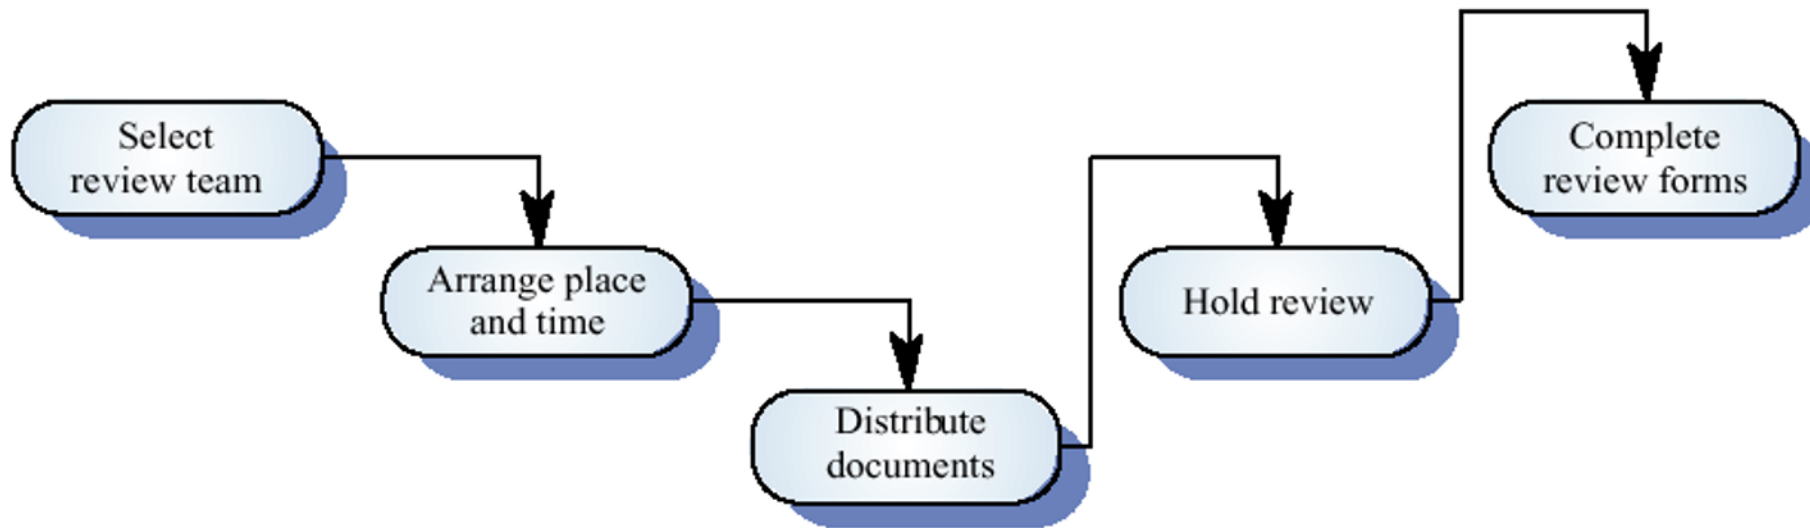 Select
review team
Arrange place
and time
Distribute
documents
Hold review
Complete
review forms